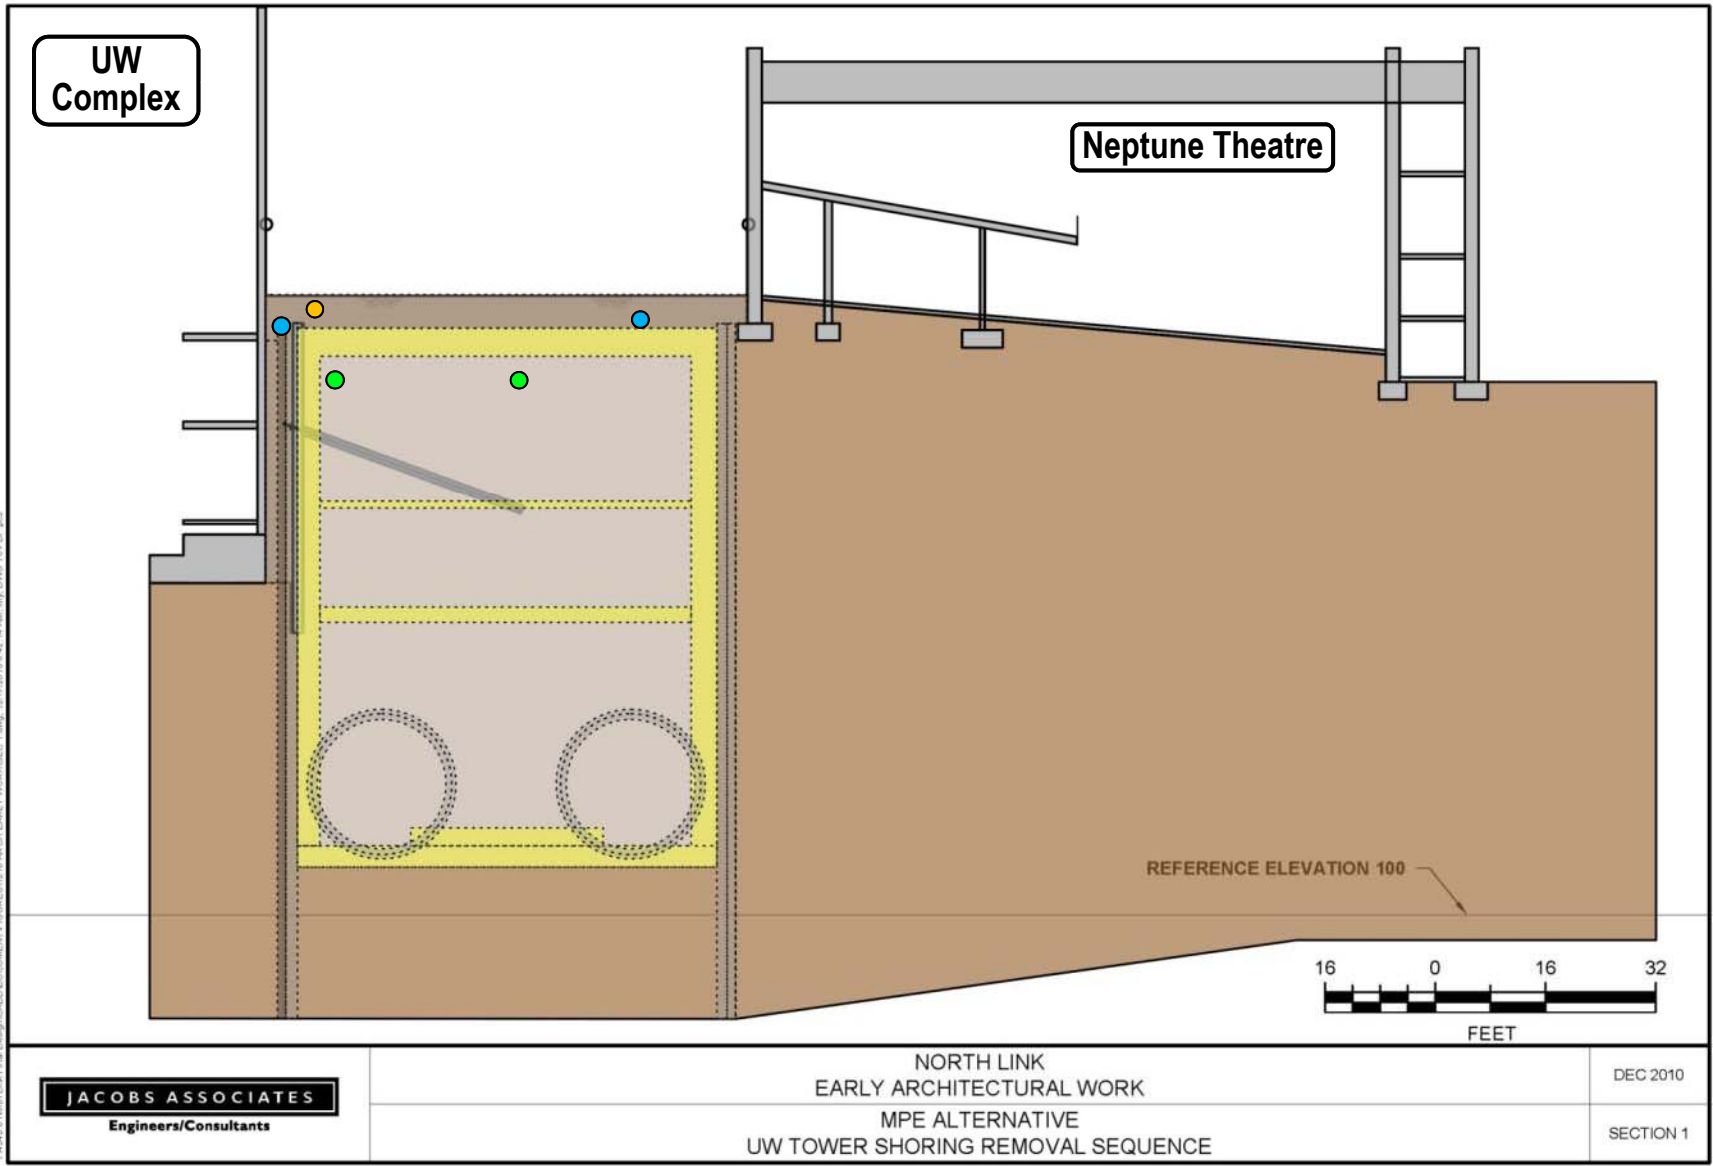 UW
Complex
Neptune Theatre
REFERENCE ELEVATION 100
16 0 16 32
FEET
JACOBS ASSOCIATES
Engineers/Consultants
NORTH LINK
EARLY ARCHITECTURAL WORK
MPE ALTERNATIVE
UW TOWER SHORING REMOVAL SEQUENCE
DEC 2010
SECTION 1